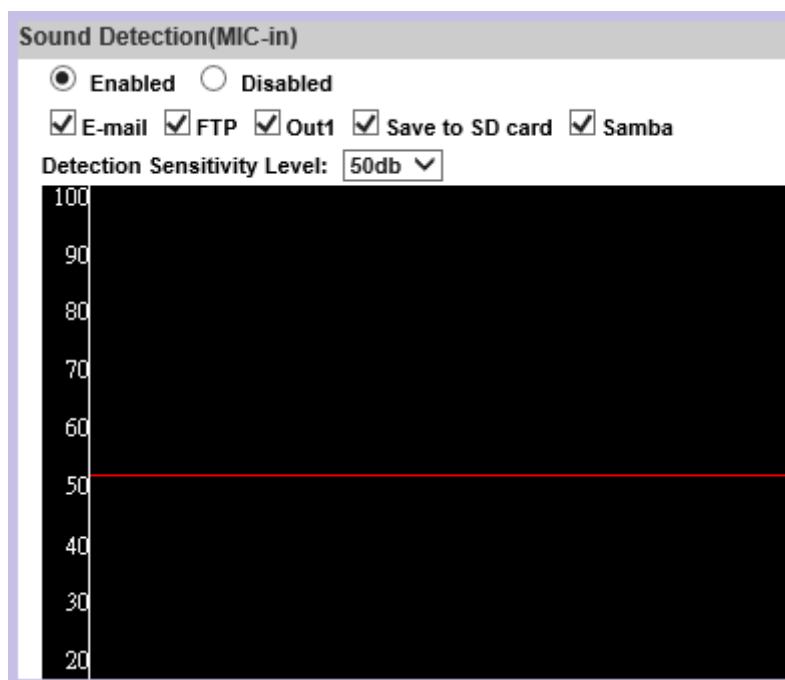 Sound Detection(MIC-in)
Enabled Disabled
E-mail FTP Out1 Save to SD card Samba
Detection Sensitivity Level: 50db
100
90
80
70
60
50
40
30
20